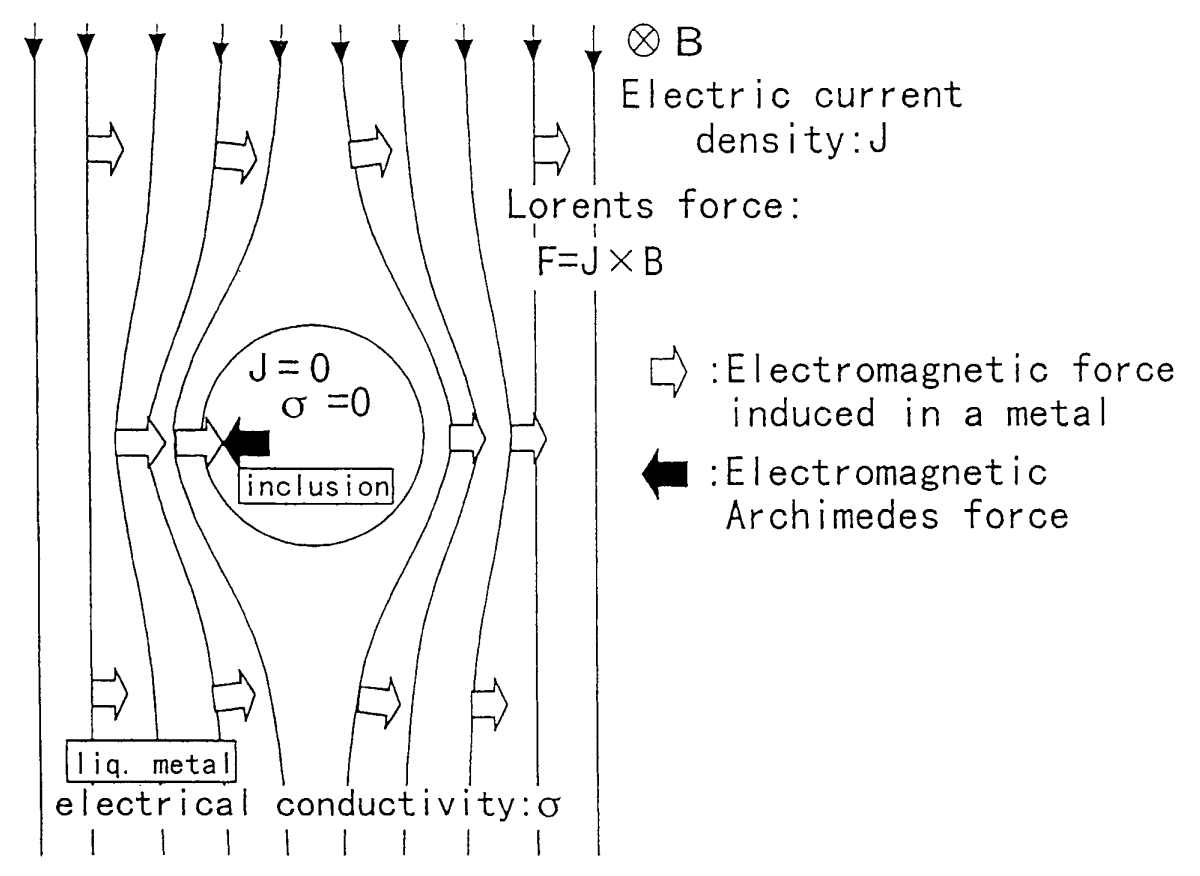 ⊗ B
Electric current
density:J
Lorents force:
F=J×B
J=0
σ =0
inclusion
:Electromagnetic force
induced in a metal
:Electromagnetic
Archimedes force
liq. metal
electrical conductivity:σ